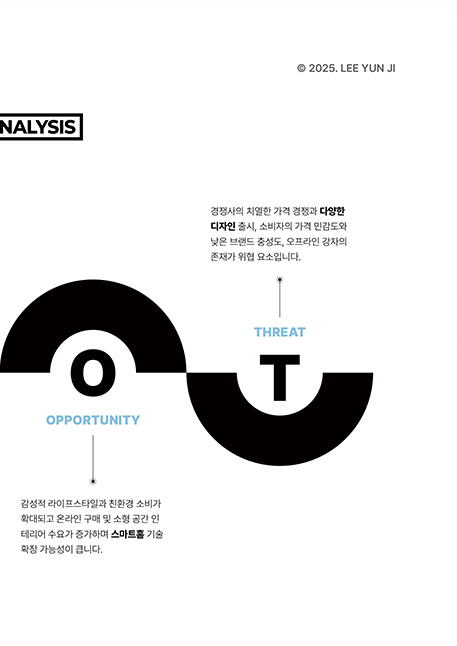 © 2025. LEE YUN JI
NALYSIS
경쟁사의 치열한 가격 경쟁과 다양한
디자인 출시, 소비자의 가격 민감도와
낮은 브랜드 충성도, 오프라인 강자의
존재가 위협 요소입니다.
THREAT
O
T
OPPORTUNITY
감성적 라이프스타일과 친환경 소비가
확대되고 온라인 구매 및 소형 공간 인
테리어 수요가 증가하며 스마트홈 기술
확장 가능성이 큽니다.